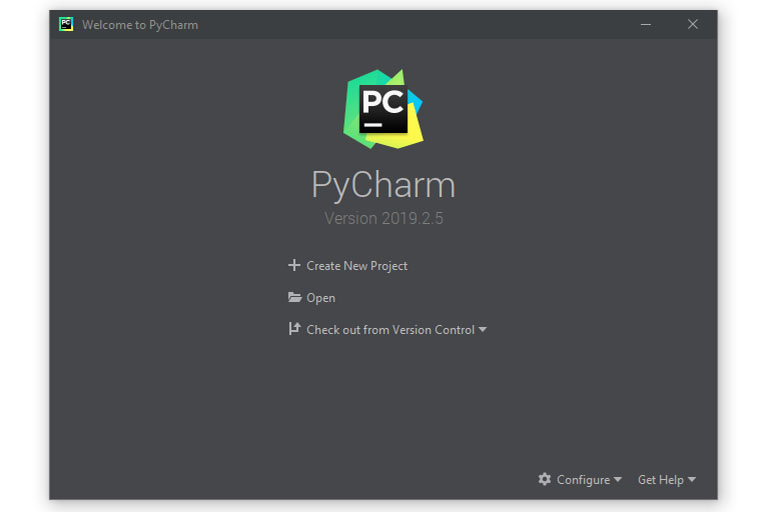 Welcome to PyCharm
PC
PyCharm
Version 2019.2.5
Create New Project
Open
Check out from Version Control
Configure
Get Help